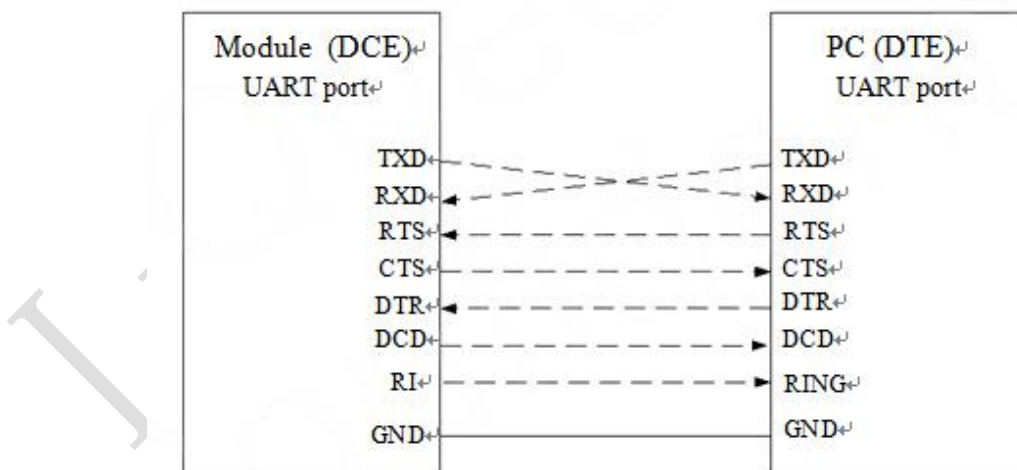 Module (DCE)
UART port
TXD
RXD
RTS
CTS
DTR
DCD
RI
GND
PC (DTE)
UART port
TXD
RXD
RTS
CTS
DTR
DCD
RING
GND